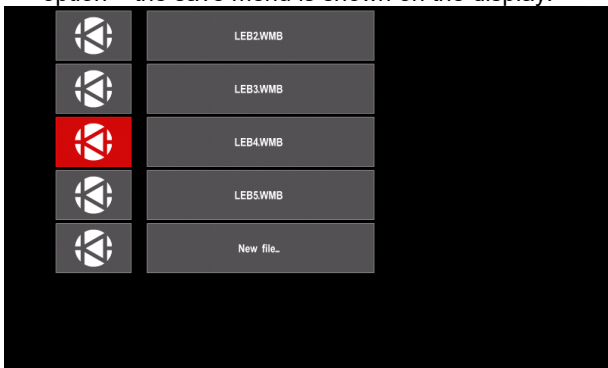 option – the save menu is shown on the display.
LEB2.WMB
LEB3.WMB
LEB4.WMB
LEB5.WMB
New file...